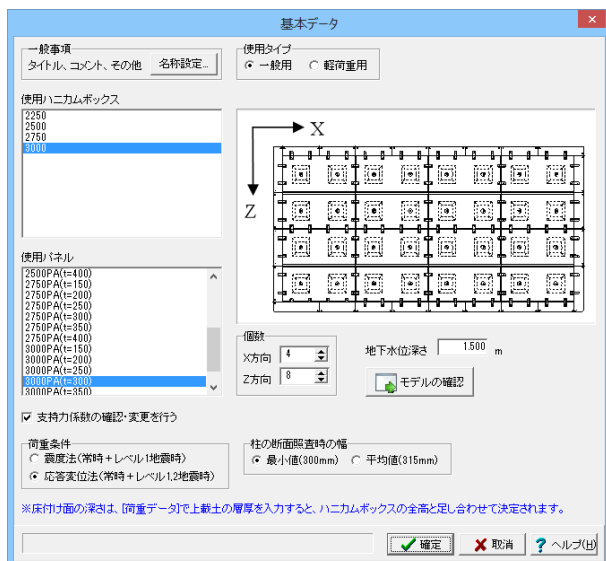 基本データ
一般事項
タイトル、コメント、その他
名称設定...
使用タイプ
一般用
軽荷重用
使用ハニカムボックス
2250
2500
2750
3000
X
Z
使用パネル
2500PA(t=400)
2750PA(t=150)
2750PA(t=200)
2750PA(t=250)
2750PA(t=300)
2750PA(t=350)
2750PA(t=400)
3000PA(t=150)
3000PA(t=200)
3000PA(t=250)
3000PA(t=300)
3000PA(t=350)
個数
X方向 4
Z方向 8
地下水位深さ 1.500 m
モデルの確認
支持力係数の確認・変更を行う
荷重条件
震度法(常時+レベル1地震時)
応答変位法(常時+レベル1,2地震時)
柱の断面照査時の幅
最小値(300mm)
平均値(315mm)
※床付け面の深さは、[荷重データ]で上載土の層厚を入力すると、ハニカムボックスの全高と足し合わせて決定されます。
確定
取消
ヘルプ(H)